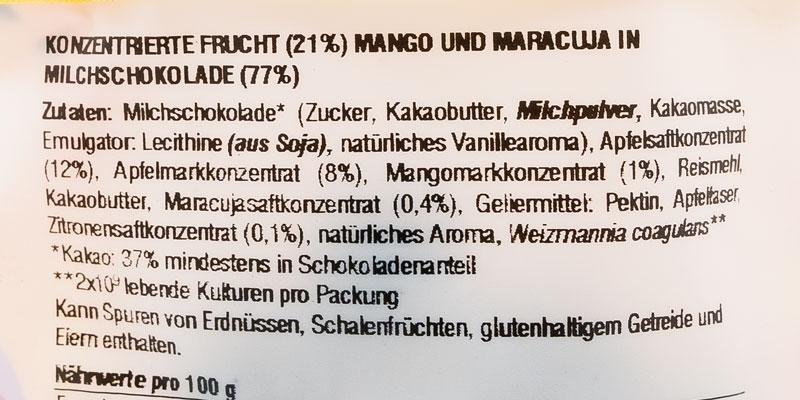 KONZENTRIERTE FRUCHT (21%) MANGO UND MARACUJA IN
MILCHSCHOKOLADE (77%)
Zutaten: Milchschokolade* (Zucker, Kakaobutter, Milchpulver, Kakaomasse,
Emulgator: Lecithine (aus Soja), natürliches Vanillearoma), Apfelsaftkonzentrat
(12%), Apfelmarkkonzentrat (8%), Mangomarkkonzentrat (1%), Reismehl,
Kakaobutter, Maracujasaftkonzentrat (0,4%), Geliermittel: Pektin, Apfelfaser,
Zitronensaftkonzentrat (0,1%), natürliches Aroma, Weizmannia coagulans**
*Kakao: 37% mindestens in Schokoladenanteil
**2x10⁹ lebende Kulturen pro Packung
Kann Spuren von Erdnüssen, Schalenfrüchten, glutenhaltigem Getreide und
Eiern enthalten.
Nährwerte pro 100 g